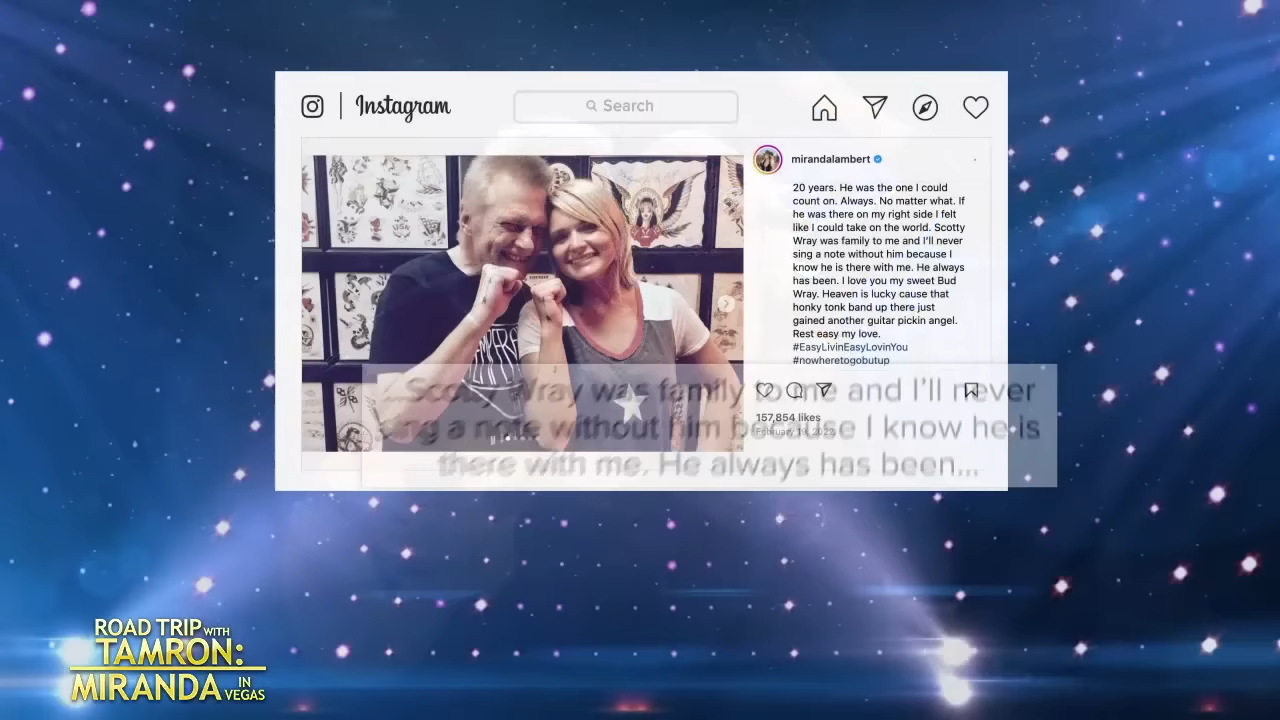 Instagram
Search
mirandalambert
20 years. He was the one I could
count on. Always. No matter what. If
he was there on my right side I felt
like I could take on the world. Scotty
Wray was family to me and I'll never
sing a note without him because I
know he is there with me. He always
has been. I love you my sweet Bud
Wray. Heaven is lucky cause that
honky tonk band up there just
gained another guitar pickin angel.
Rest easy my love.
#EasyLivinEasyLovinYou
#nowheretogobutup
157,854 likes
February 19, 2022
...Scotty Wray was family to me and I'll never
sing a note without him because I know he is
there with me. He always has been...
ROAD TRIP WITH
TAMRON:
MIRANDA IN VEGAS